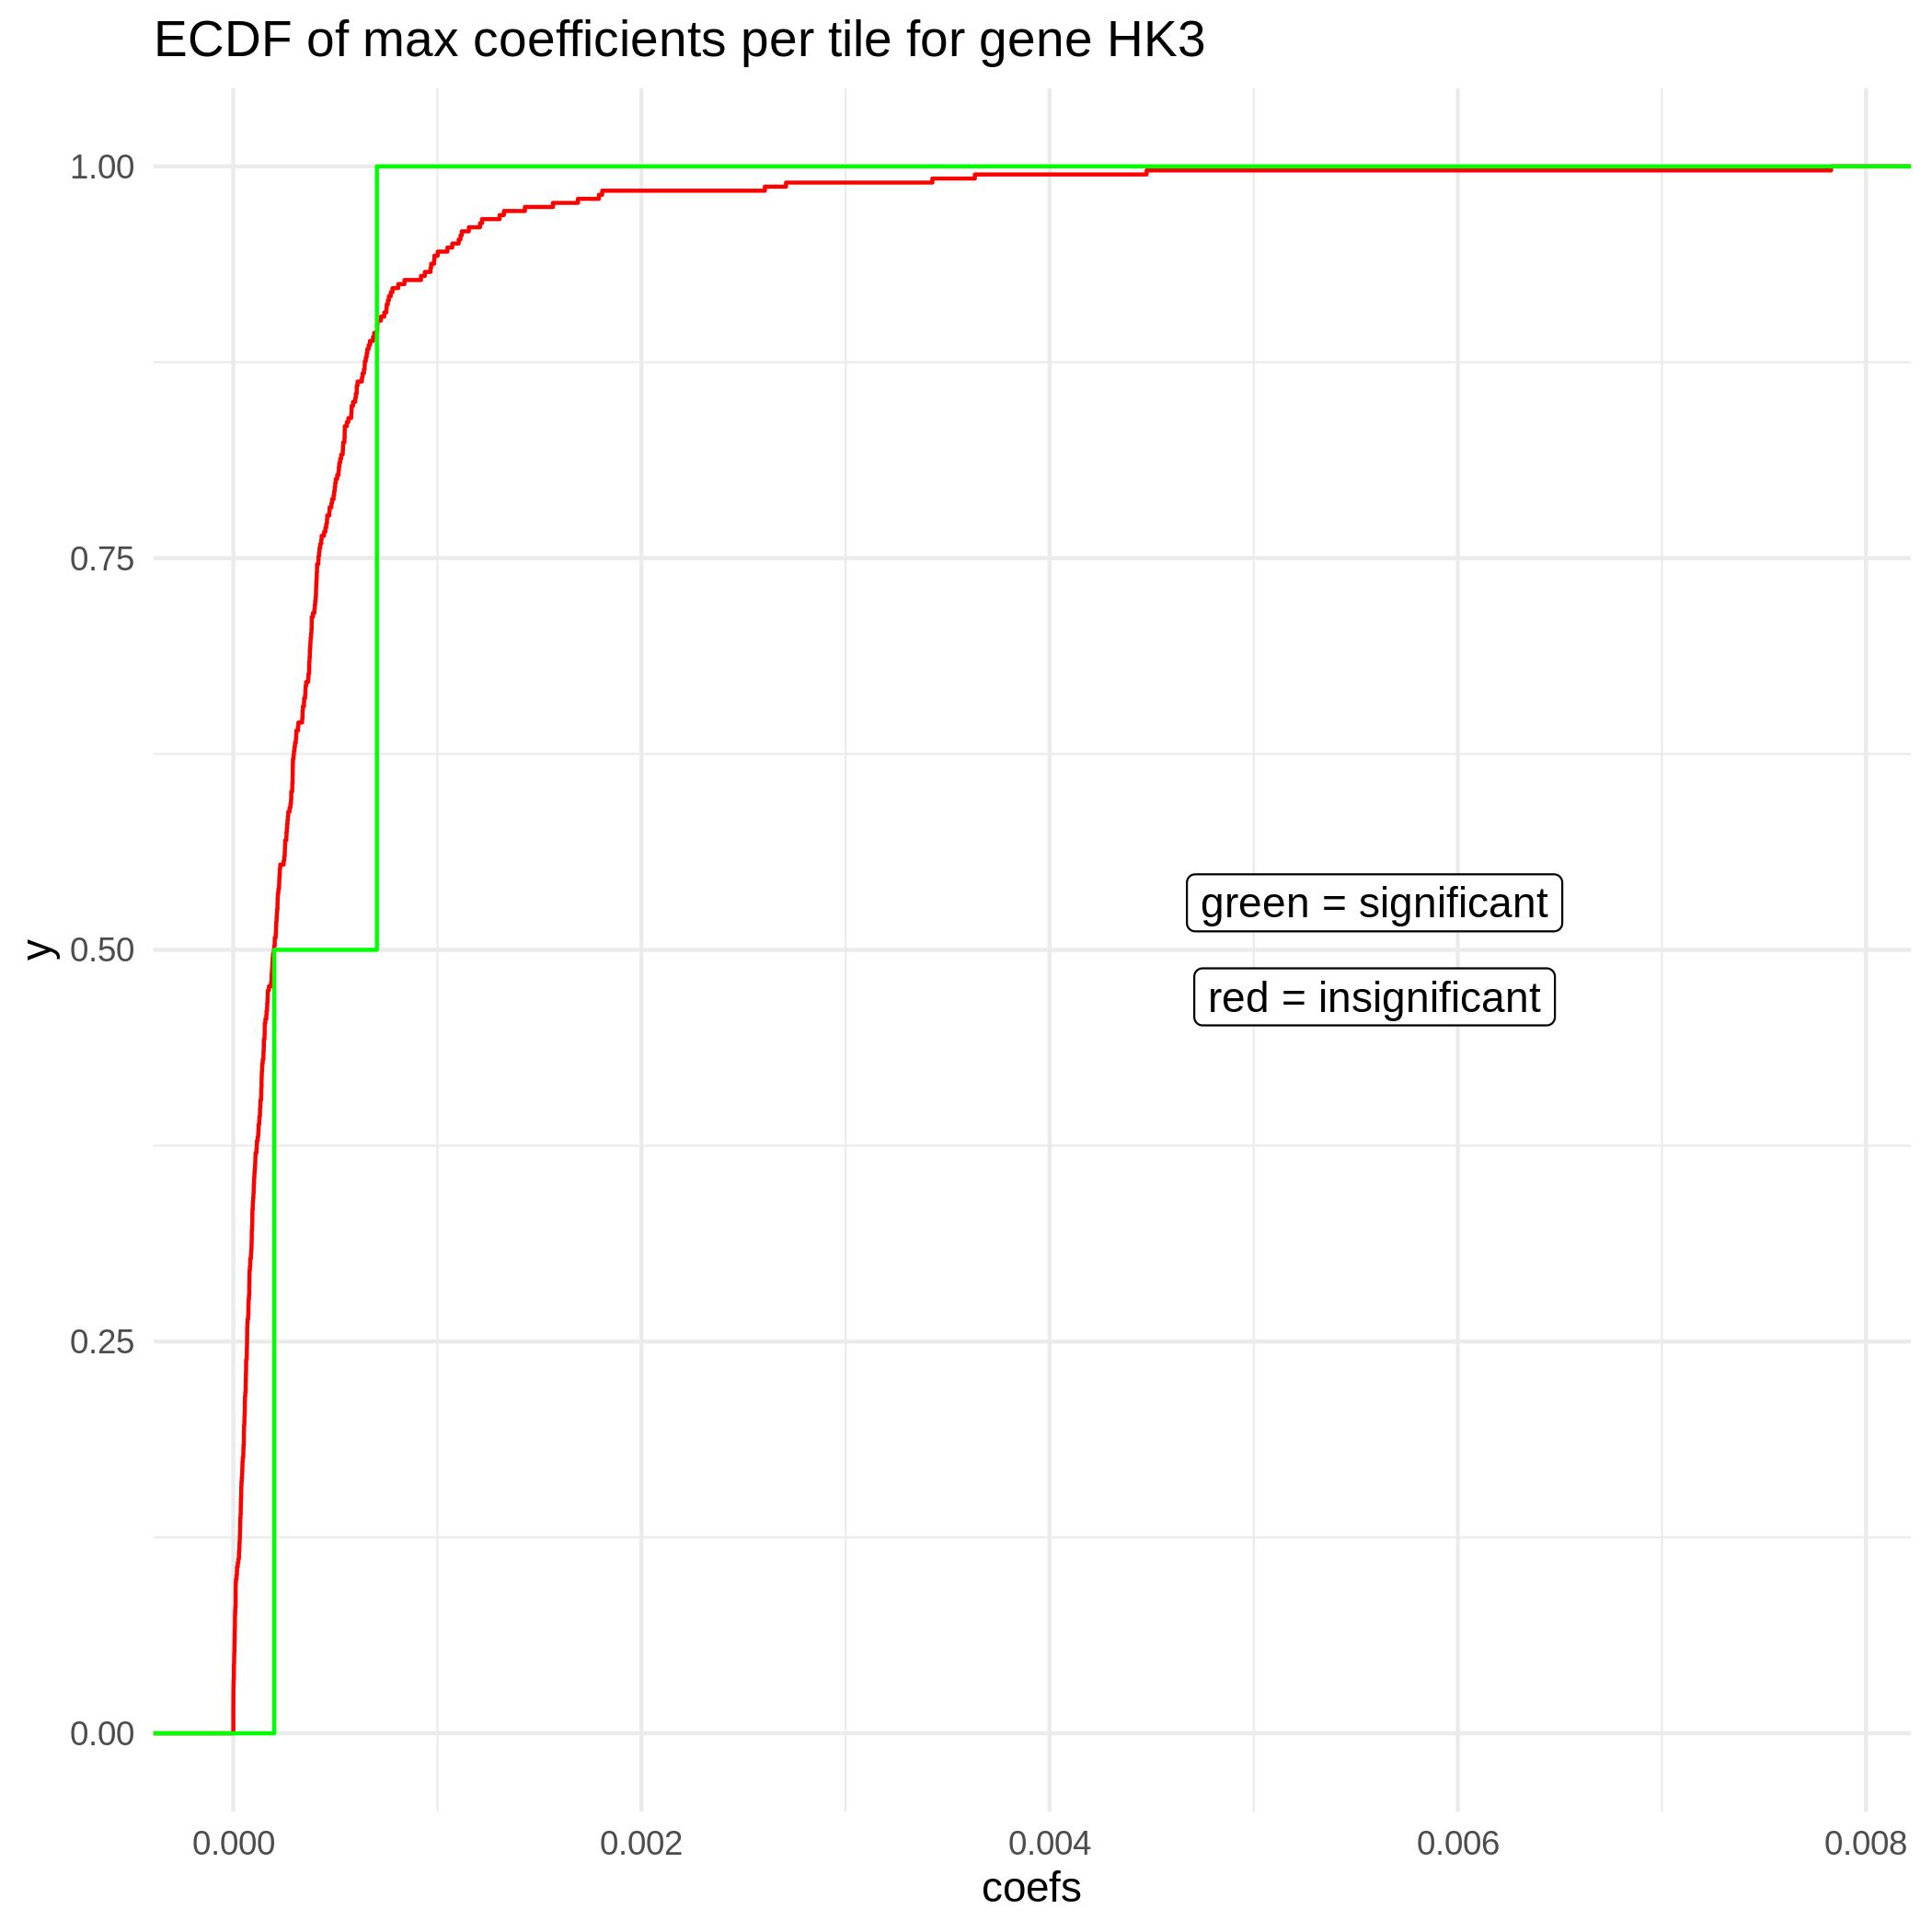 ECDF of max coefficients per tile for gene HK3
1.00
0.75
0.50
0.25
0.00
y
green = significant
red = insignificant
0.000
0.002
0.004
0.006
0.008
coefs